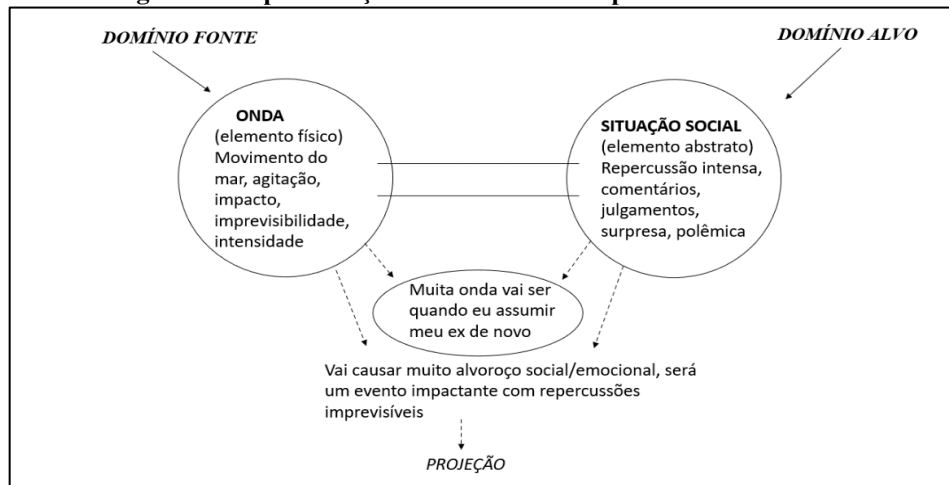 DOMÍNIO FONTE
DOMÍNIO ALVO
ONDA
(elemento físico)
Movimento do
mar, agitação,
impacto,
imprevisibilidade,
intensidade
SITUAÇÃO SOCIAL
(elemento abstrato)
Repercussão intensa,
comentários,
julgamentos,
surpresa, polêmica
Muita onda vai ser
quando eu assumir
meu ex de novo
Vai causar muito alvoroço social/emocional, será
um evento impactante com repercussões
imprevisíveis
PROJEÇÃO